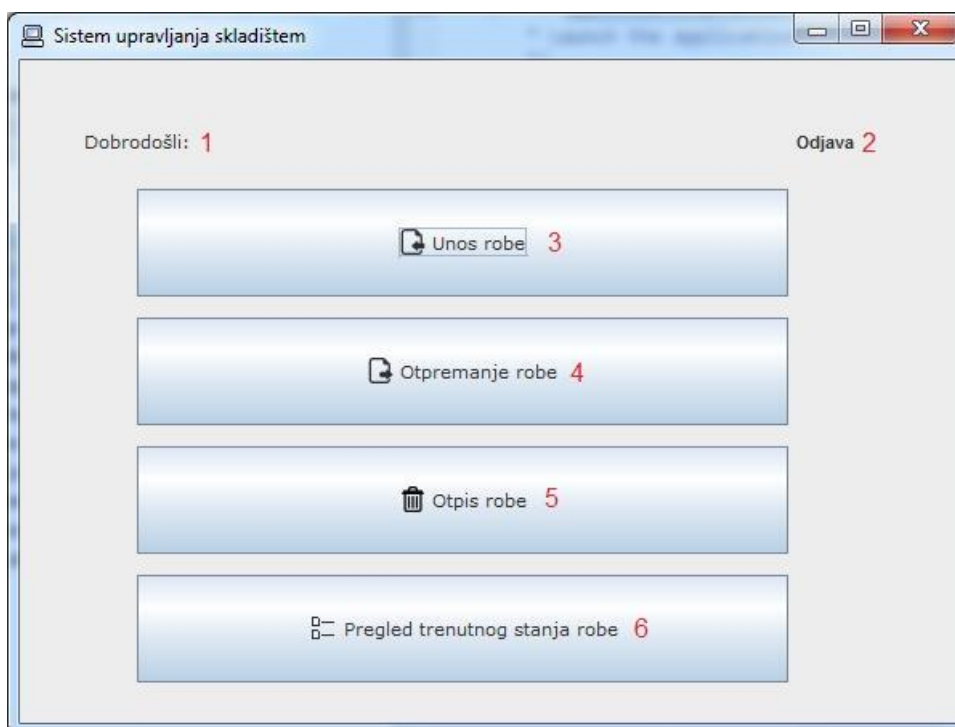 Sistem upravljanja skladištem
Dobrodošli: 1
Odjava 2
Unos robe 3
Otpremanje robe 4
Otpis robe 5
Pregled trenutnog stanja robe 6